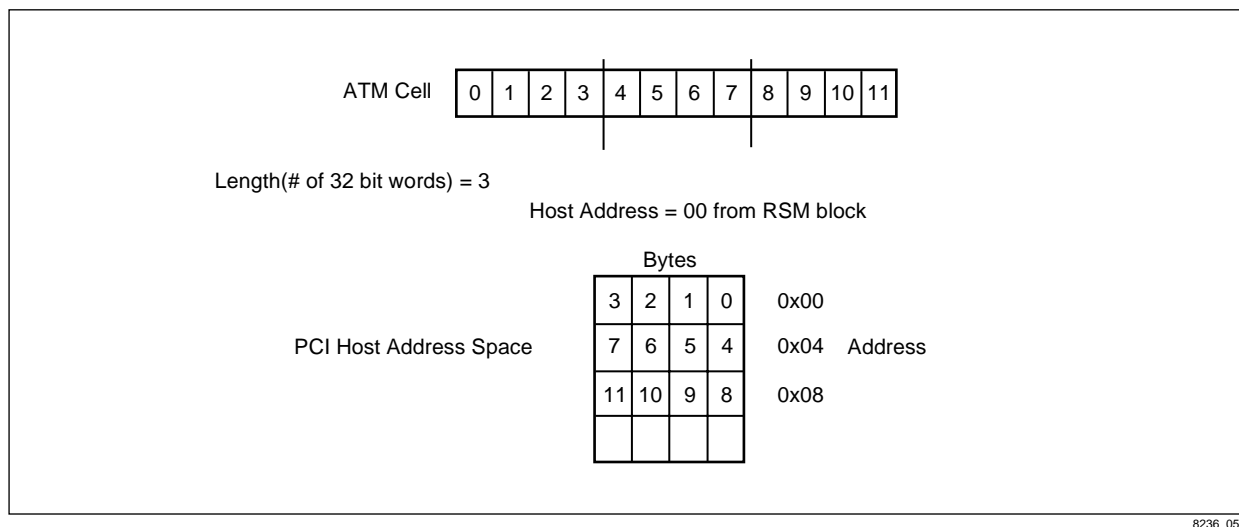 ATM Cell 0 1 2 3 4 5 6 7 8 9 10 11
Length(# of 32 bit words) = 3
Host Address = 00 from RSM block
Bytes
3 2 1 0 0x00
PCI Host Address Space 7 6 5 4 0x04 Address
11 10 9 8 0x08
8236_05